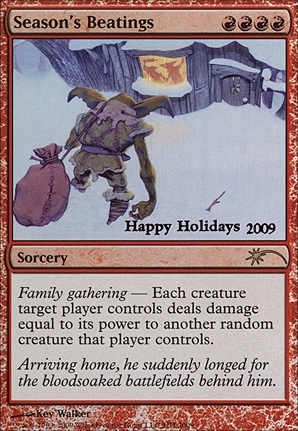 Season's Beatings
Happy Holidays 2009
Sorcery
Family gathering — Each creature
target player controls deals damage
equal to its power to another random
creature that player controls.
Arriving home, he suddenly longed for
the bloodsoaked battlefields behind him.
Kev Walker